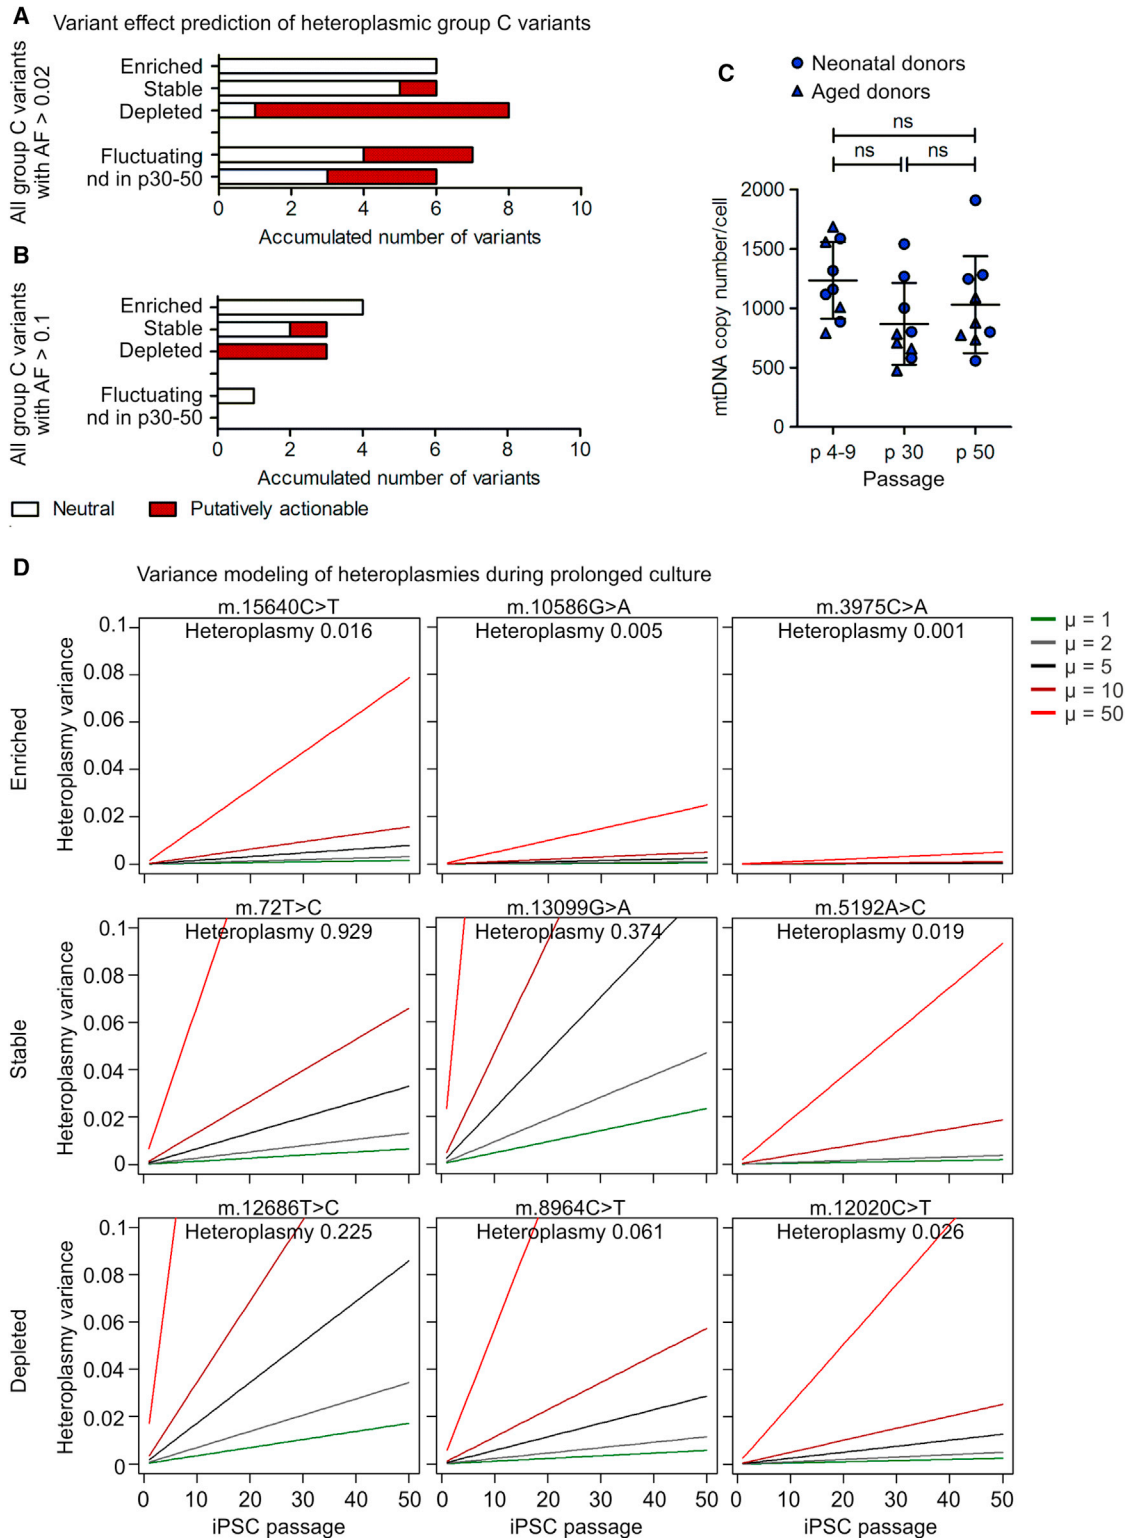 A
Variant effect prediction of heteroplasmic group C variants
All group C variants
with AF > 0.02
Enriched
Stable
Depleted
Fluctuating
nd in p30-50
0 2 4 6 8 10
Accumulated number of variants
B
All group C variants
with AF > 0.1
Enriched
Stable
Depleted
Fluctuating
nd in p30-50
0 2 4 6 8 10
Accumulated number of variants
Neutral Putatively actionable
C
Neonatal donors
Aged donors
ns
ns ns
mtDNA copy number/cell
2000
1500
1000
500
0
p 4-9 p 30 p 50
Passage
D
Variance modeling of heteroplasmies during prolonged culture
Enriched
Heteroplasmy variance
0.1
0.08
0.06
0.04
0.02
0
m.15640C>T
Heteroplasmy 0.016
m.10586G>A
Heteroplasmy 0.005
m.3975C>A
Heteroplasmy 0.001
µ = 1
µ = 2
µ = 5
µ = 10
µ = 50
Stable
Heteroplasmy variance
0.1
0.08
0.06
0.04
0.02
0
m.72T>C
Heteroplasmy 0.929
m.13099G>A
Heteroplasmy 0.374
m.5192A>C
Heteroplasmy 0.019
Depleted
Heteroplasmy variance
0.1
0.08
0.06
0.04
0.02
0
m.12686T>C
Heteroplasmy 0.225
m.8964C>T
Heteroplasmy 0.061
m.12020C>T
Heteroplasmy 0.026
0 10 20 30 40 50
iPSC passage
0 10 20 30 40 50
iPSC passage
0 10 20 30 40 50
iPSC passage